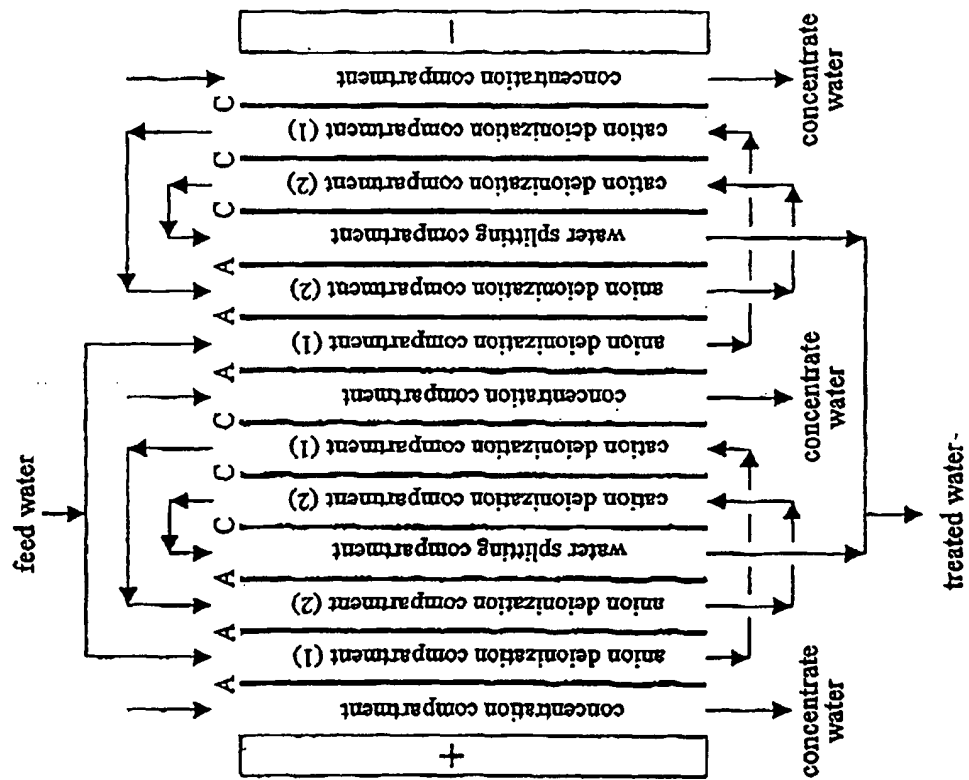 feed water
−
concentration compartment
C
cation deionization compartment (1)
C
cation deionization compartment (2)
C
water splitting compartment
A
anion deionization compartment (2)
A
anion deionization compartment (1)
A
concentration compartment
C
cation deionization compartment (1)
C
cation deionization compartment (2)
C
water splitting compartment
A
anion deionization compartment (2)
A
anion deionization compartment (1)
A
concentration compartment
+
concentrate
water
concentrate
water
concentrate
water
treated water-